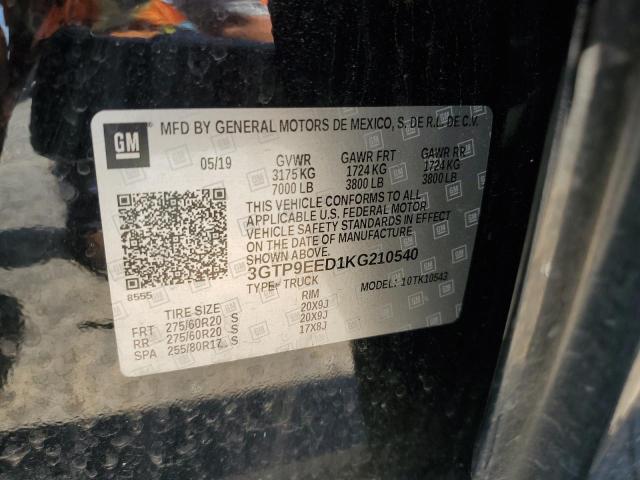 GM MFD BY GENERAL MOTORS DE MEXICO, S. DE R.L. DE C.V.
05/19 GVWR GAWR FRT GAWR RR
3175 KG 1724 KG 1724 KG
7000 LB 3800 LB 3800 LB
THIS VEHICLE CONFORMS TO ALL
APPLICABLE U.S. FEDERAL MOTOR
VEHICLE SAFETY STANDARDS IN EFFECT
ON THE DATE OF MANUFACTURE
SHOWN ABOVE.
3GTP9EED1KG210540
TYPE: TRUCK MODEL: 10TK10543
8555
TIRE SIZE RIM
FRT 275/60R20 S 20X9J
RR 275/60R20 S 20X9J
SPA 255/80R17 S 17X8J